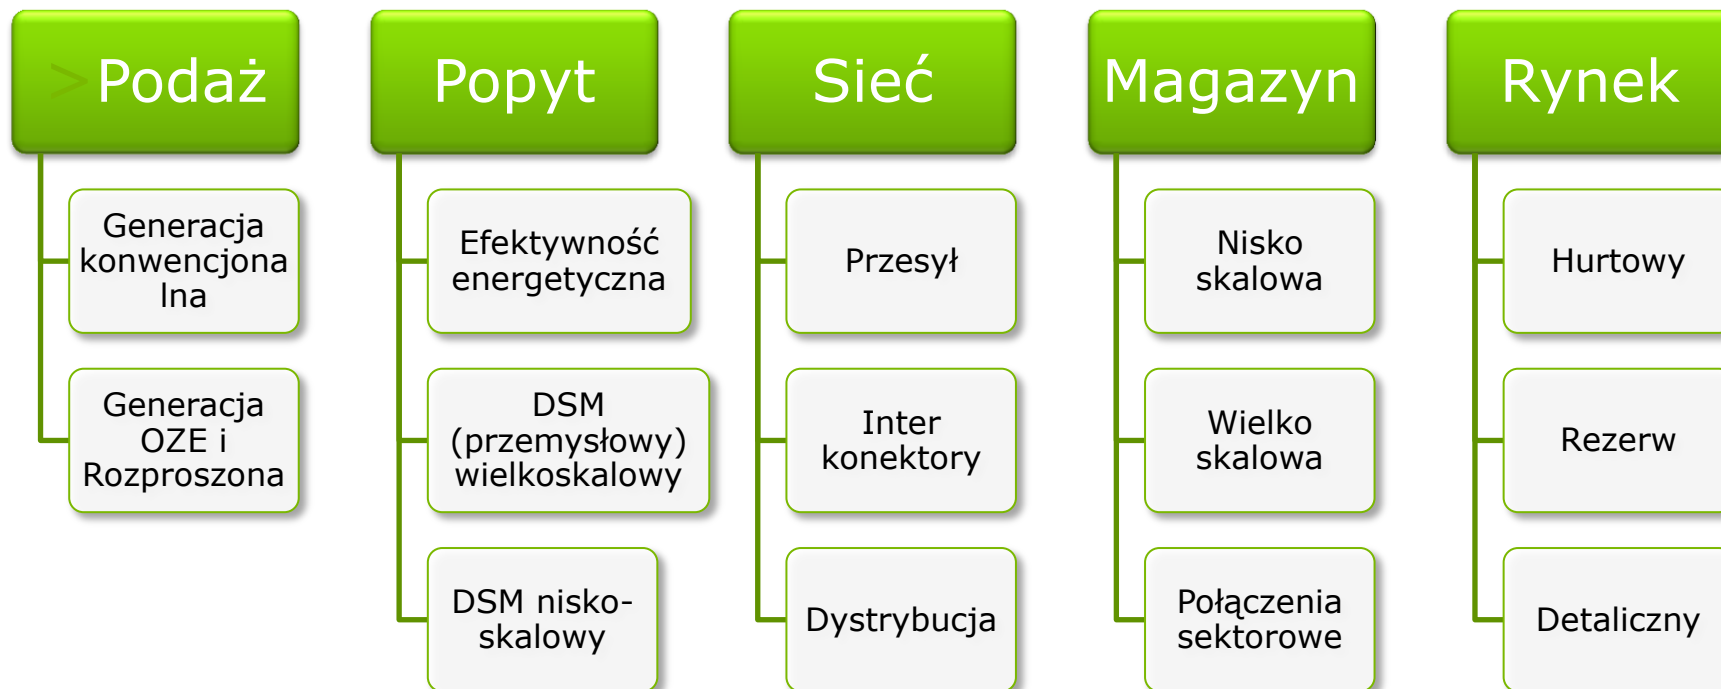 >Podaż
Generacja
konwencjona
lna
Generacja
OZE i
Rozproszona
Popyt
Efektywność
energetyczna
DSM
(przemysłowy)
wielkoskalowy
DSM nisko-
skalowy
Sieć
Przesył
Inter
konektory
Dystrybucja
Magazyn
Nisko
skalowa
Wielko
skalowa
Połączenia
sektorowe
Rynek
Hurtowy
Rezerw
Detaliczny